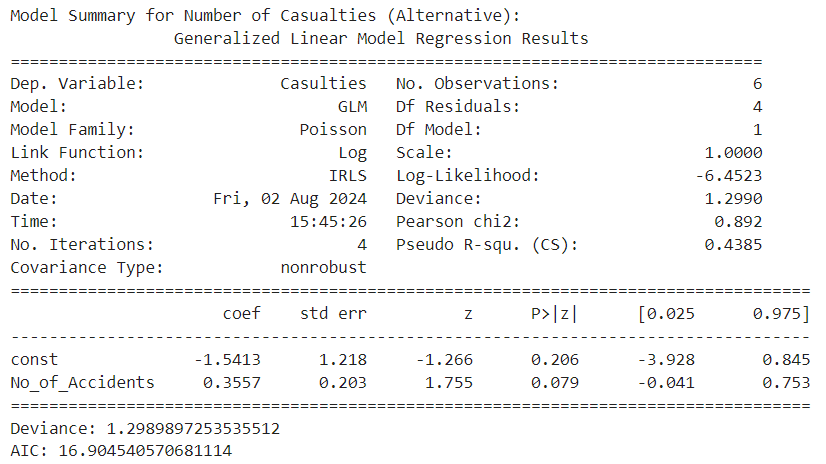 Model Summary for Number of Casualties (Alternative):
Generalized Linear Model Regression Results
==============================================================================
Dep. Variable: Casulties No. Observations: 6
Model: GLM Df Residuals: 4
Model Family: Poisson Df Model: 1
Link Function: Log Scale: 1.0000
Method: IRLS Log-Likelihood: -6.4523
Date: Fri, 02 Aug 2024 Deviance: 1.2990
Time: 15:45:26 Pearson chi2: 0.892
No. Iterations: 4 Pseudo R-squ. (CS): 0.4385
Covariance Type: nonrobust
===================================================================================
coef std err z P>|z| [0.025 0.975]
-----------------------------------------------------------------------------------
const -1.5413 1.218 -1.266 0.206 -3.928 0.845
No_of_Accidents 0.3557 0.203 1.755 0.079 -0.041 0.753
===================================================================================
Deviance: 1.2989897253535512
AIC: 16.904540570681114